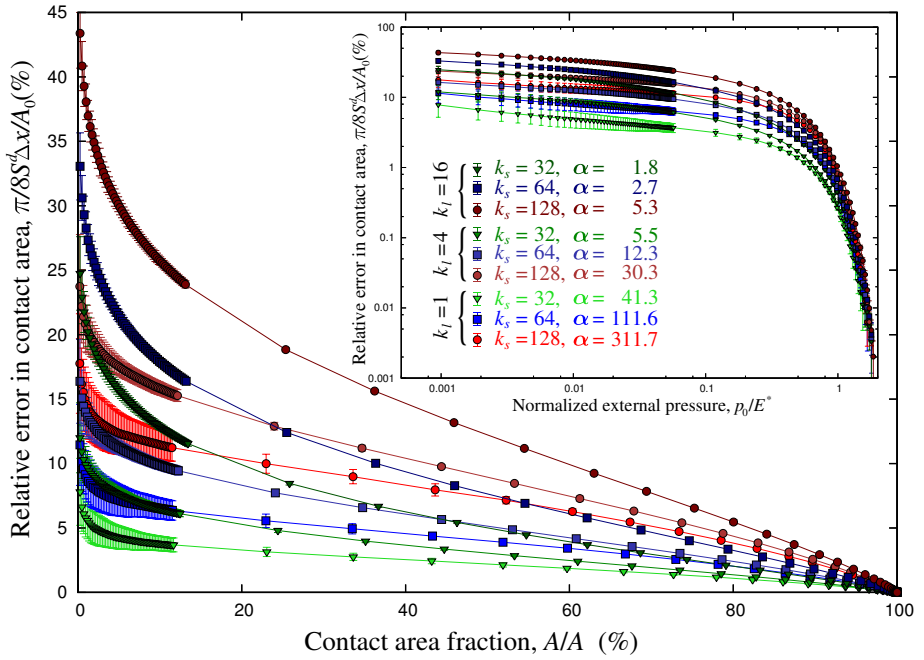 Relative error in contact area, π/8S^d Δx/A₀(%)
45
40
35
30
25
20
15
10
5
0
0 20 40 60 80 100
Contact area fraction, A/A (%)
Relative error in contact area, π/8S^d Δx/A₀(%)
100
10
1
0.1
0.01
0.001
0.001 0.01 0.1 1
Normalized external pressure, p₀/E*
k_l = 16
k_s = 32, α = 1.8
k_s = 64, α = 2.7
k_s = 128, α = 5.3
k_l = 4
k_s = 32, α = 5.5
k_s = 64, α = 12.3
k_s = 128, α = 30.3
k_l = 1
k_s = 32, α = 41.3
k_s = 64, α = 111.6
k_s = 128, α = 311.7